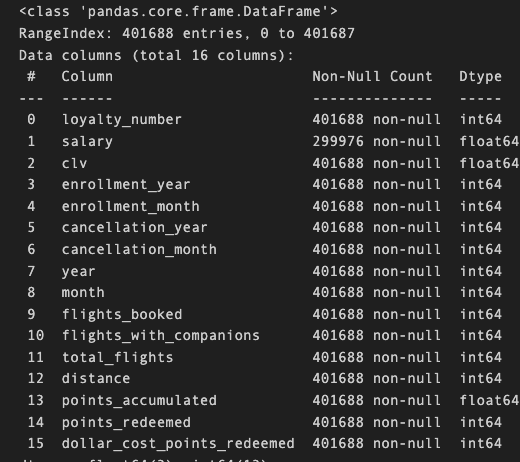 <class 'pandas.core.frame.DataFrame'>
RangeIndex: 401688 entries, 0 to 401687
Data columns (total 16 columns):
 #   Column                        Non-Null Count   Dtype
---  ------                        --------------   -----
 0   loyalty_number                401688 non-null  int64
 1   salary                        299976 non-null  float64
 2   clv                           401688 non-null  float64
 3   enrollment_year               401688 non-null  int64
 4   enrollment_month              401688 non-null  int64
 5   cancellation_year             401688 non-null  int64
 6   cancellation_month            401688 non-null  int64
 7   year                          401688 non-null  int64
 8   month                         401688 non-null  int64
 9   flights_booked                401688 non-null  int64
 10  flights_with_companions       401688 non-null  int64
 11  total_flights                 401688 non-null  int64
 12  distance                      401688 non-null  int64
 13  points_accumulated            401688 non-null  float64
 14  points_redeemed               401688 non-null  int64
 15  dollar_cost_points_redeemed   401688 non-null  int64